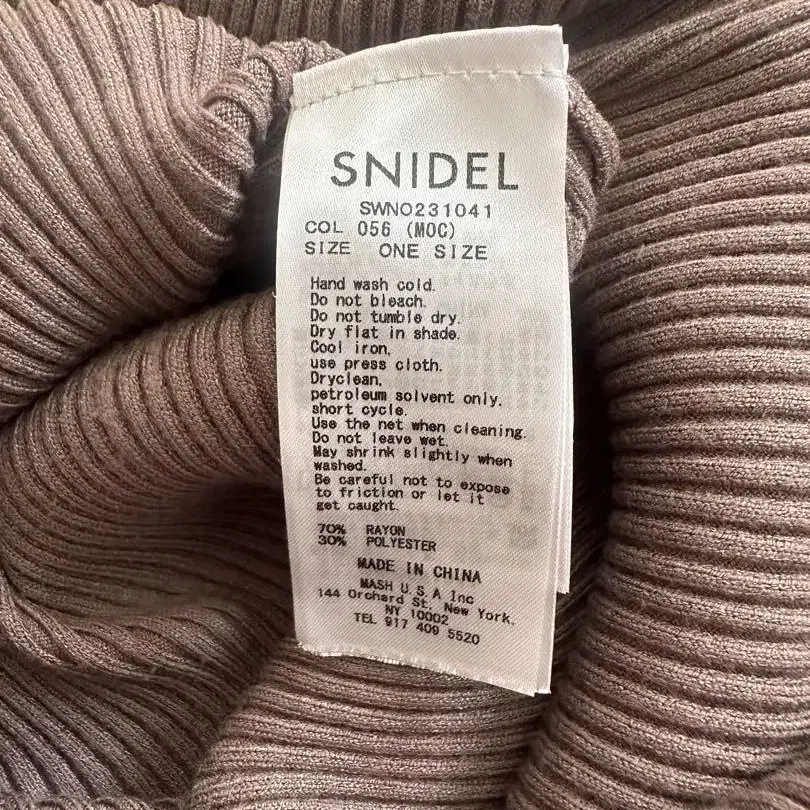 SNIDEL
SWNO231041
COL 056 (MOC)
SIZE ONE SIZE
Hand wash cold.
Do not bleach.
Do not tumble dry.
Dry flat in shade.
Cool iron,
use press cloth.
Dryclean,
petroleum solvent only,
short cycle.
Use the net when cleaning.
Do not leave wet.
May shrink slightly when
washed.
Be careful not to expose
to friction or let it
get caught.
70% RAYON
30% POLYESTER
MADE IN CHINA
MASH U.S.A Inc
144 Orchard St. New York,
NY 10002
TEL 917 409 5520